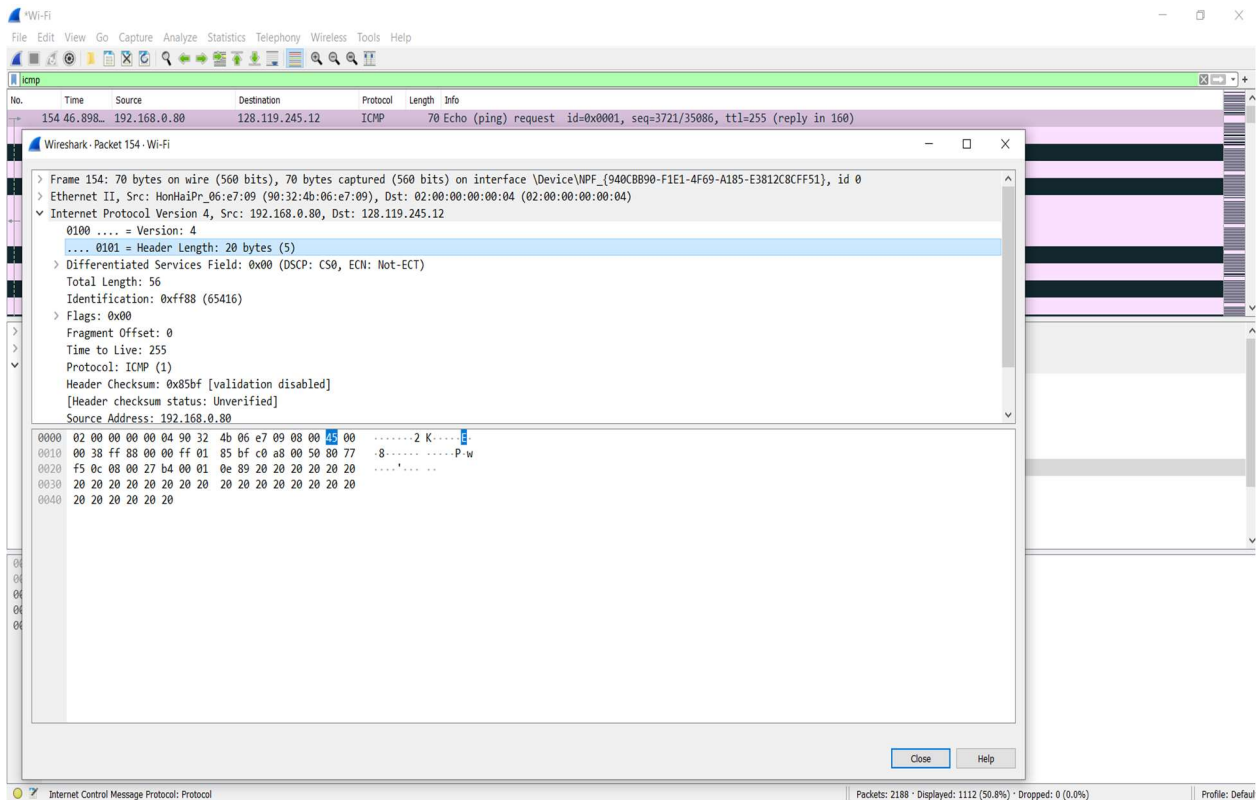 *Wi-Fi
File Edit View Go Capture Analyze Statistics Telephony Wireless Tools Help
icmp
No. Time Source Destination Protocol Length Info
154 46.898… 192.168.0.80 128.119.245.12 ICMP 70 Echo (ping) request id=0x0001, seq=3721/35086, ttl=255 (reply in 160)
Wireshark · Packet 154 · Wi-Fi
Frame 154: 70 bytes on wire (560 bits), 70 bytes captured (560 bits) on interface \Device\NPF_{940CBB90-F1E1-4F69-A185-E3812C8CFF51}, id 0
Ethernet II, Src: HonHaiPr_06:e7:09 (90:32:4b:06:e7:09), Dst: 02:00:00:00:00:04 (02:00:00:00:00:04)
Internet Protocol Version 4, Src: 192.168.0.80, Dst: 128.119.245.12
0100 .... = Version: 4
.... 0101 = Header Length: 20 bytes (5)
Differentiated Services Field: 0x00 (DSCP: CS0, ECN: Not-ECT)
Total Length: 56
Identification: 0xff88 (65416)
Flags: 0x00
Fragment Offset: 0
Time to Live: 255
Protocol: ICMP (1)
Header Checksum: 0x85bf [validation disabled]
[Header checksum status: Unverified]
Source Address: 192.168.0.80
0000 02 00 00 00 00 04 90 32 4b 06 e7 09 08 00 45 00 ·······2 K·····E·
0010 00 38 ff 88 00 00 ff 01 85 bf c0 a8 00 50 80 77 ·8······ ·····P·w
0020 f5 0c 08 00 27 b4 00 01 0e 89 20 20 20 20 20 20 ····'··· ··
0030 20 20 20 20 20 20 20 20 20 20 20 20 20 20 20 20
0040 20 20 20 20 20 20
Close Help
Internet Control Message Protocol: Protocol Packets: 2188 · Displayed: 1112 (50.8%) · Dropped: 0 (0.0%) Profile: Defaul